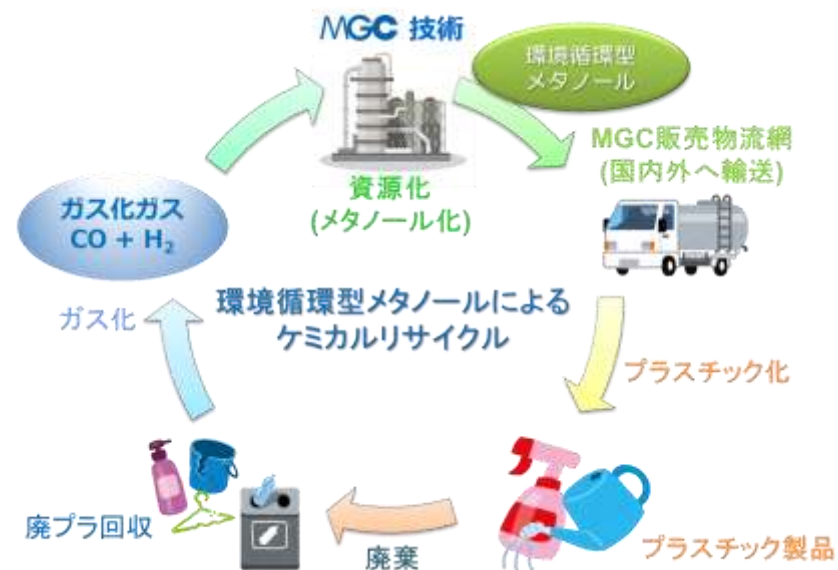 MGC 技術
環境循環型
メタノール
MGC販売物流網
(国内外へ輸送)
資源化
(メタノール化)
ガス化ガス
CO + H₂
ガス化
環境循環型メタノールによる
ケミカルリサイクル
プラスチック化
廃プラ回収
廃棄
プラスチック製品